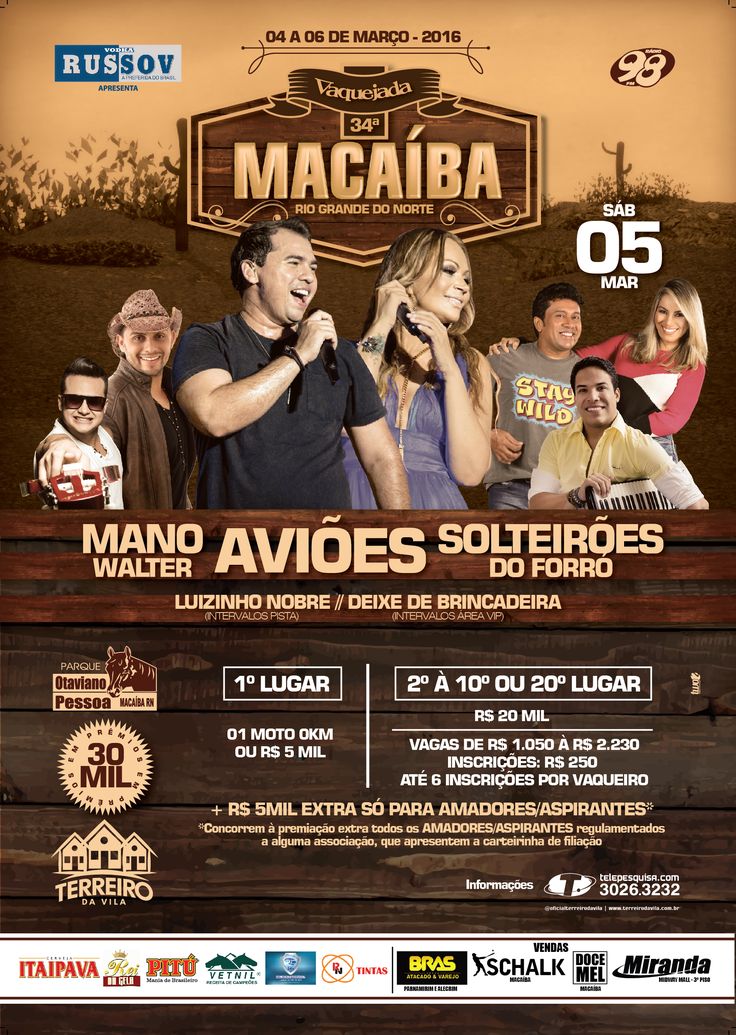 04 A 06 DE MARÇO - 2016
VODKA
RUSSOV
A PREFERIDA DO BRASIL
APRESENTA
RÁDIO
98
FM
Vaquejada
34ª
MACAÍBA
RIO GRANDE DO NORTE
SÁB
05
MAR
STAY
WILD
MANO
WALTER
AVIÕES
SOLTEIRÕES
DO FORRÓ
LUIZINHO NOBRE // DEIXE DE BRINCADEIRA
(INTERVALOS PISTA)
(INTERVALOS ÁREA VIP)
PARQUE
Otaviano
Pessoa
MACAÍBA RN
1º LUGAR
01 MOTO 0KM
OU R$ 5 MIL
2º À 10º OU 20º LUGAR
R$ 20 MIL
VAGAS DE R$ 1.050 À R$ 2.230
INSCRIÇÕES: R$ 250
ATÉ 6 INSCRIÇÕES POR VAQUEIRO
30
MIL
+ R$ 5MIL EXTRA SÓ PARA AMADORES/ASPIRANTES*
*Concorrem à premiação extra todos os AMADORES/ASPIRANTES regulamentados
a alguma associação, que apresentem a carteirinha de filiação
TERREIRO
DA VILA
Informações
telepesquisa.com
3026.3232
@oficialterreirodavila | www.terreirodavila.com.br
CERVEJA
ITAIPAVA
Rei
DO GELO
PITÚ
Mania de Brasileiro
VETNIL®
RECEITA DE CAMPEÕES
TINTAS
BRAS
ATACADO & VAREJO
PARNAMIRIM E ALECRIM
VENDAS
SCHALK
MACAÍBA
DOCE
MEL
MACAÍBA
Miranda
MIDWAY MALL - 3º PISO